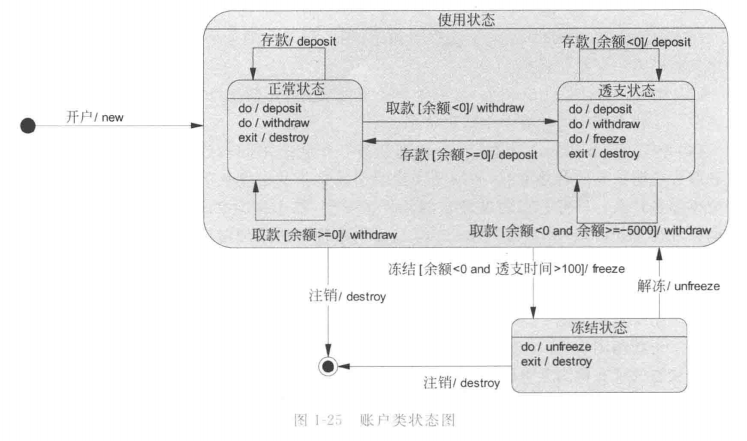 使用状态
存款/ deposit
存款 [余额<0]/ deposit
正常状态
do / deposit
do / withdraw
exit / destroy
透支状态
do / deposit
do / withdraw
do / freeze
exit / destroy
开户/ new
取款 [余额<0]/ withdraw
存款 [余额>=0]/ deposit
取款 [余额>=0]/ withdraw
取款 [余额<0 and 余额>=-5000]/ withdraw
冻结 [余额<0 and 透支时间>100]/ freeze
解冻/ unfreeze
注销/ destroy
冻结状态
do / unfreeze
exit / destroy
注销/ destroy
图 1-25 账户类状态图